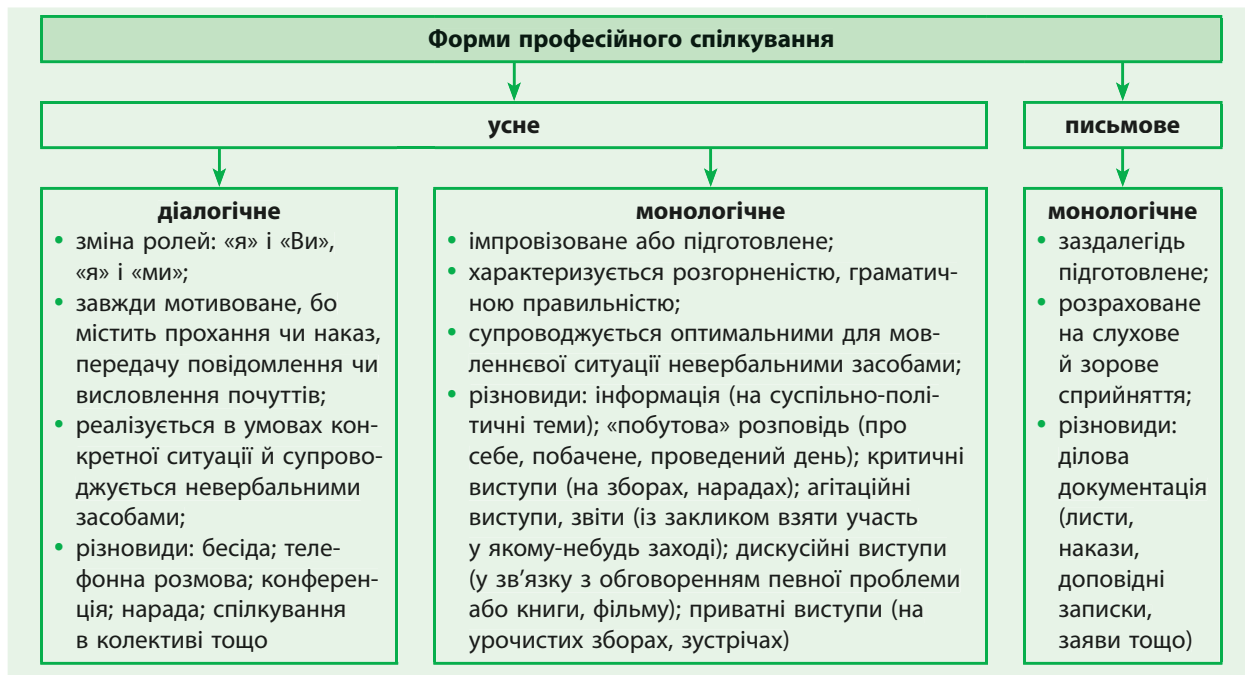 Форми професійного спілкування
усне
письмове
діалогічне
• зміна ролей: «я» і «Ви»,
«я» і «ми»;
• завжди мотивоване, бо
містить прохання чи наказ,
передачу повідомлення чи
висловлення почуттів;
• реалізується в умовах кон-
кретної ситуації й супрово-
джується невербальними
засобами;
• різновиди: бесіда; теле-
фонна розмова; конферен-
ція; нарада; спілкування
в колективі тощо
монологічне
• імпровізоване або підготовлене;
• характеризується розгорненістю, граматич-
ною правильністю;
• супроводжується оптимальними для мов-
леннєвої ситуації невербальними засобами;
• різновиди: інформація (на суспільно-полі-
тичні теми); «побутова» розповідь (про
себе, побачене, проведений день); критичні
виступи (на зборах, нарадах); агітаційні
виступи, звіти (із закликом взяти участь
у якому-небудь заході); дискусійні виступи
(у зв’язку з обговоренням певної проблеми
або книги, фільму); приватні виступи (на
урочистих зборах, зустрічах)
монологічне
• заздалегідь
підготовлене;
• розраховане
на слухове
й зорове
сприйняття;
• різновиди:
ділова
документація
(листи,
накази,
доповідні
записки,
заяви тощо)